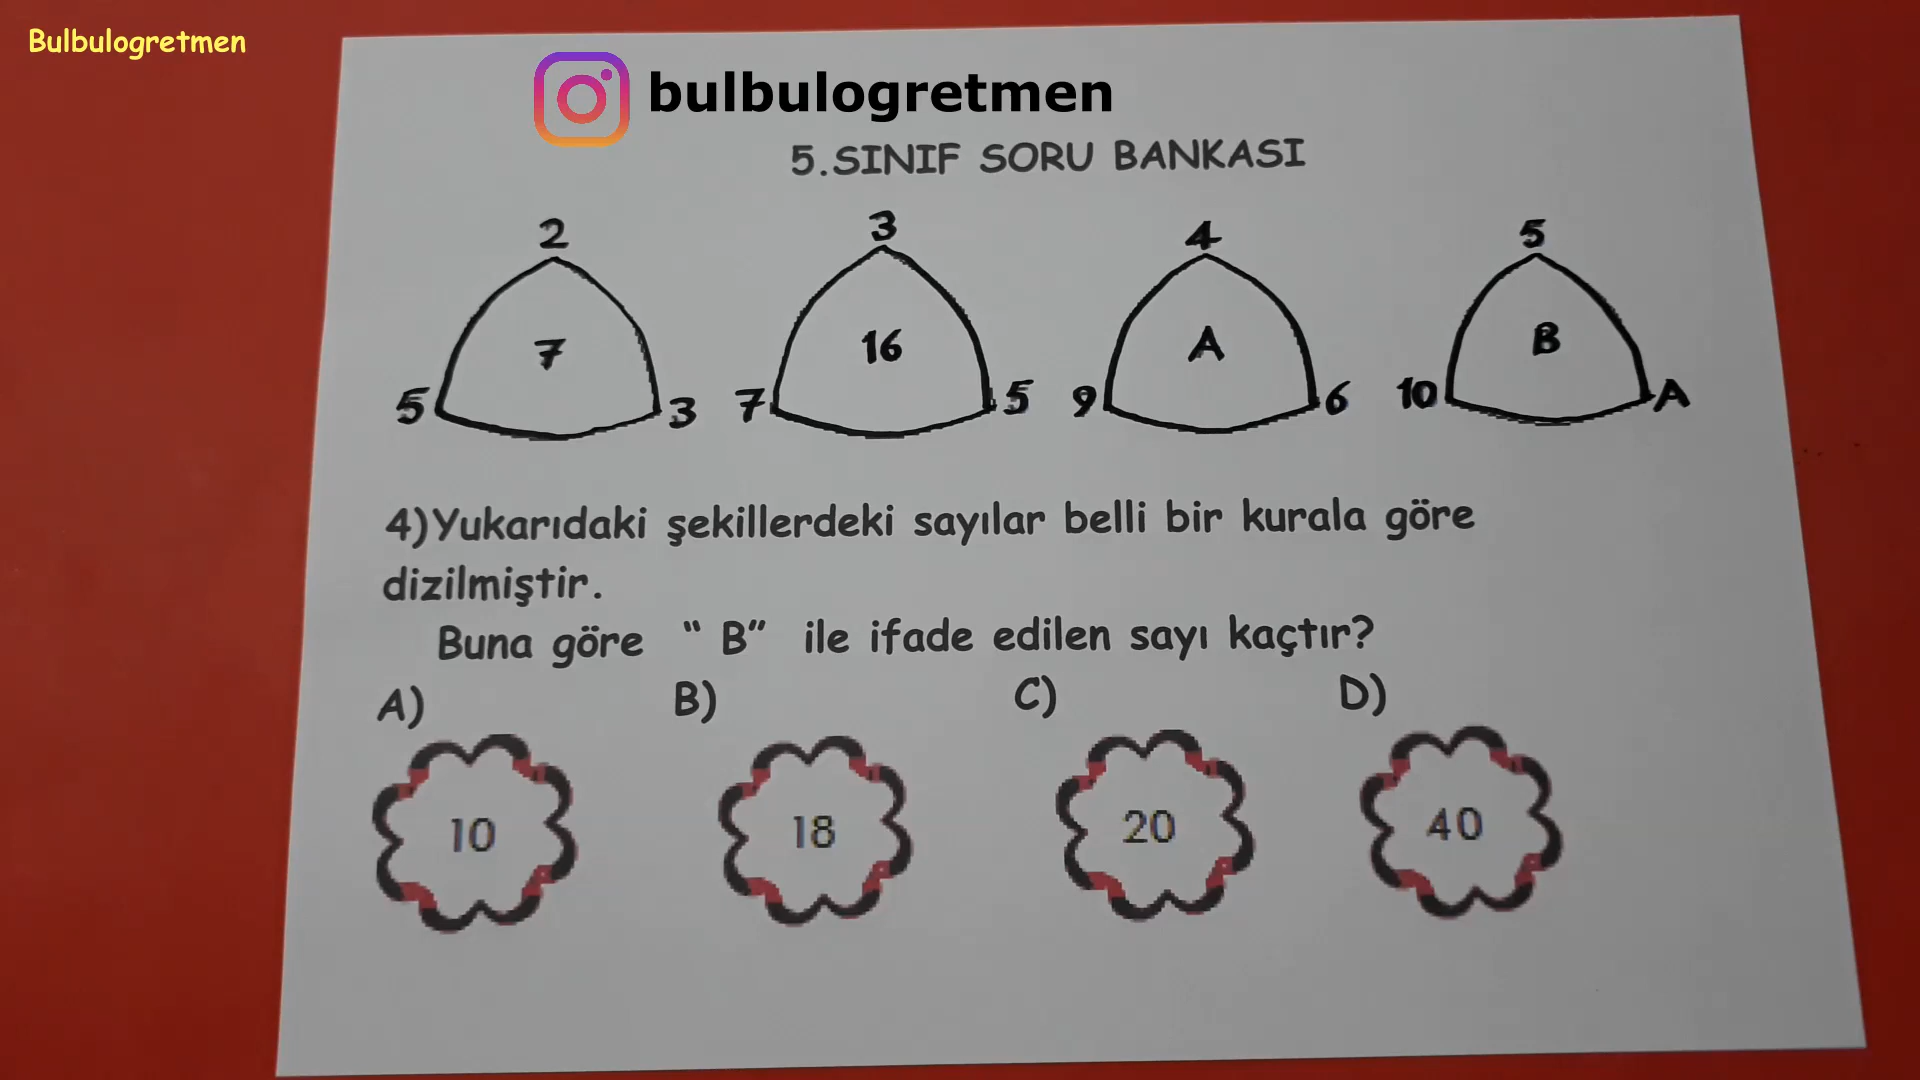 Bulbulogretmen
bulbulogretmen
5.SINIF SORU BANKASI
2 3 4 5
7 16 A B
5 3 7 5 9 6 10 A
4)Yukarıdaki şekillerdeki sayılar belli bir kurala göre
dizilmiştir.
Buna göre “ B” ile ifade edilen sayı kaçtır?
A) B) C) D)
10 18 20 40